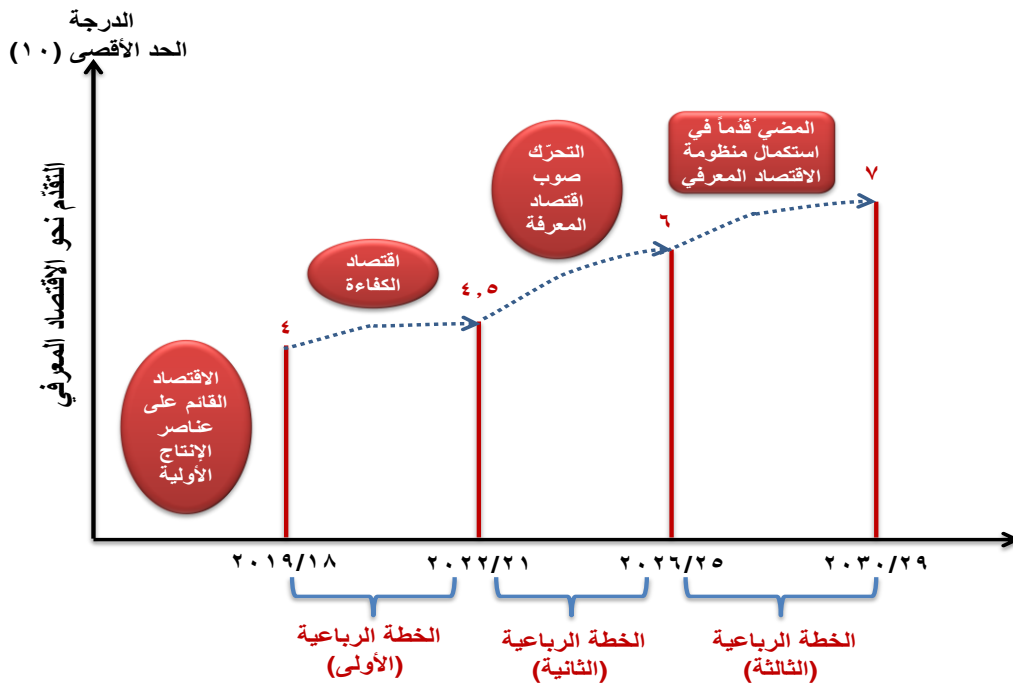 الدرجة
الحد الأقصى (١٠)
التقدّم نحو الاقتصاد المعرفي
الاقتصاد
القائم على
عناصر
الإنتاج
الأولية
٤
اقتصاد
الكفاءة
٤,٥
التحرّك
صوب
اقتصاد
المعرفة
٦
المضي ُقدُماً في
استكمال منظومة
الاقتصاد المعرفي
٧
٢٠١٩/١٨
٢٠٢٢/٢١
٢٠٢٦/٢٥
٢٠٣٠/٢٩
الخطة الرباعية
(الأولى)
الخطة الرباعية
(الثانية)
الخطة الرباعية
(الثالثة)